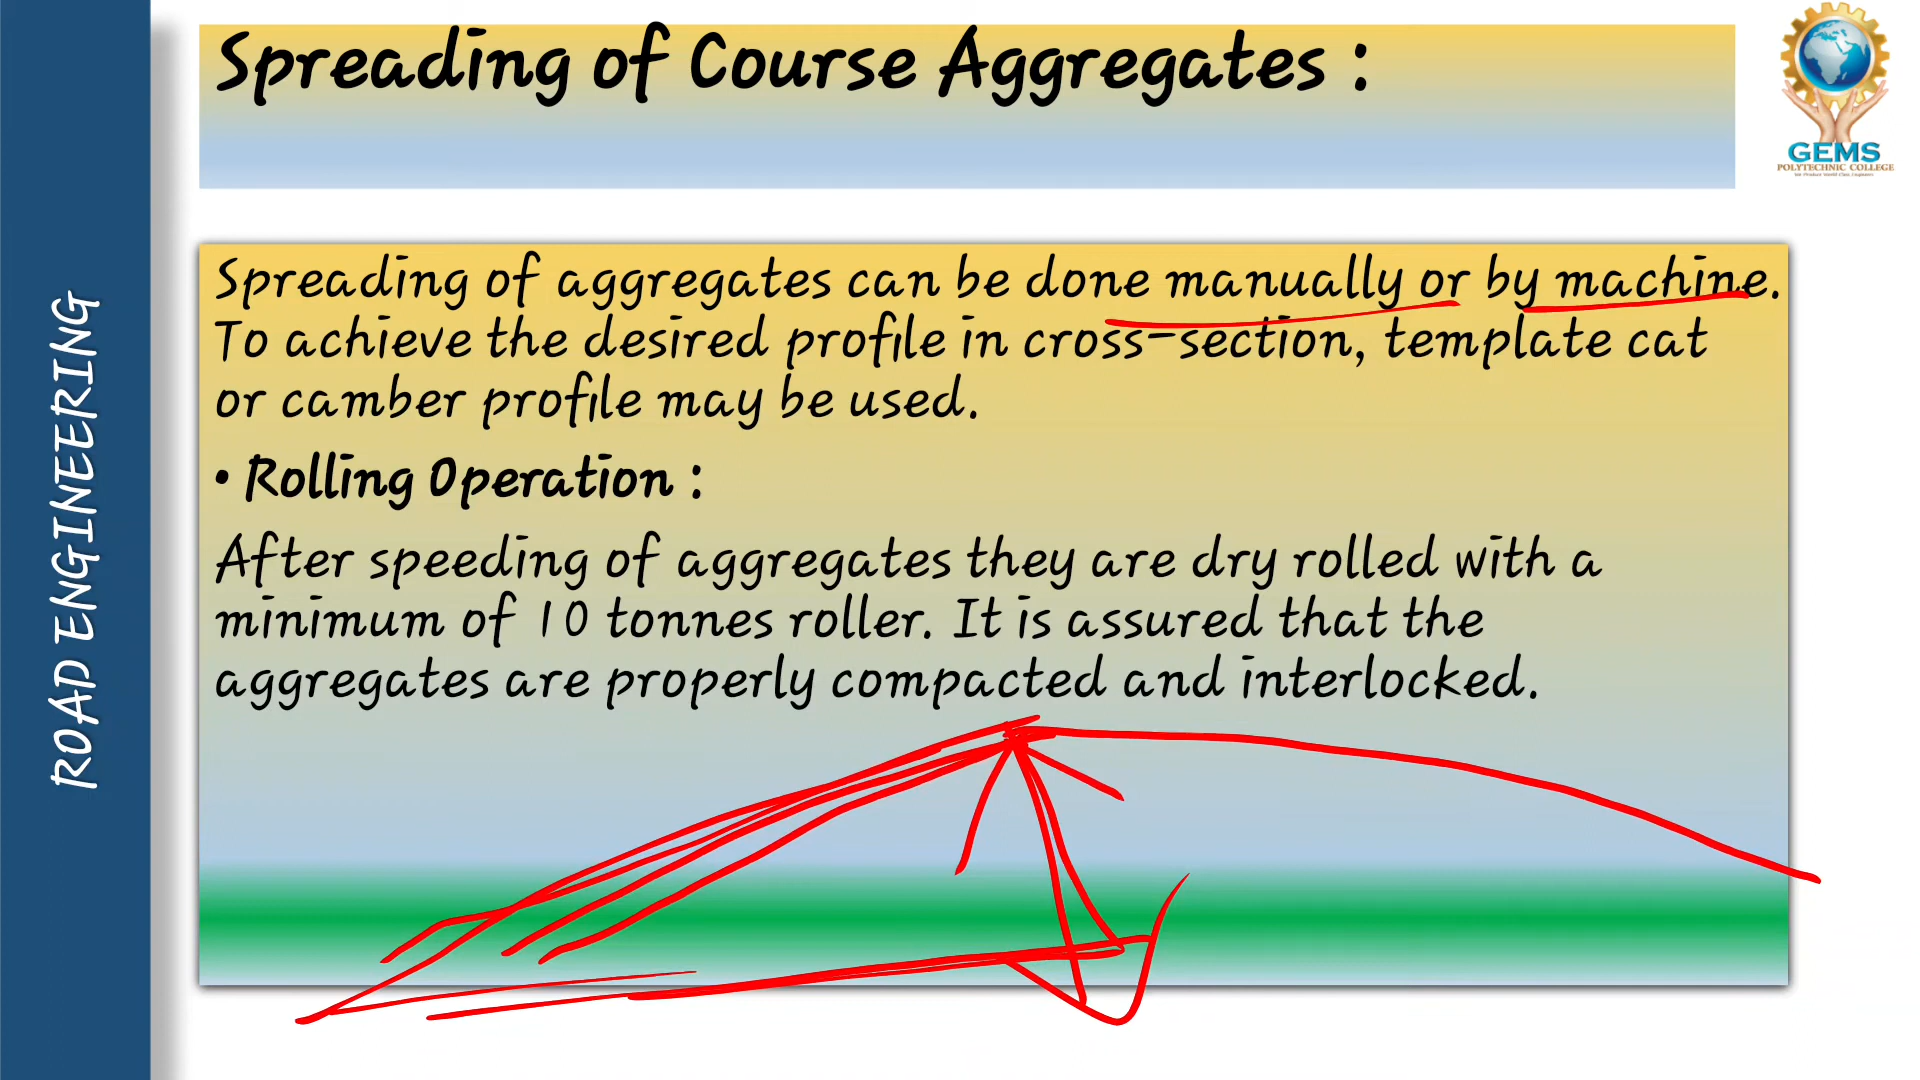 Spreading of Course Aggregates :
GEMS
POLYTECHNIC COLLEGE
ROAD ENGINEERING
Spreading of aggregates can be done manually or by machine.
To achieve the desired profile in cross-section, template cat
or camber profile may be used.
• Rolling Operation :
After speeding of aggregates they are dry rolled with a
minimum of 10 tonnes roller. It is assured that the
aggregates are properly compacted and interlocked.